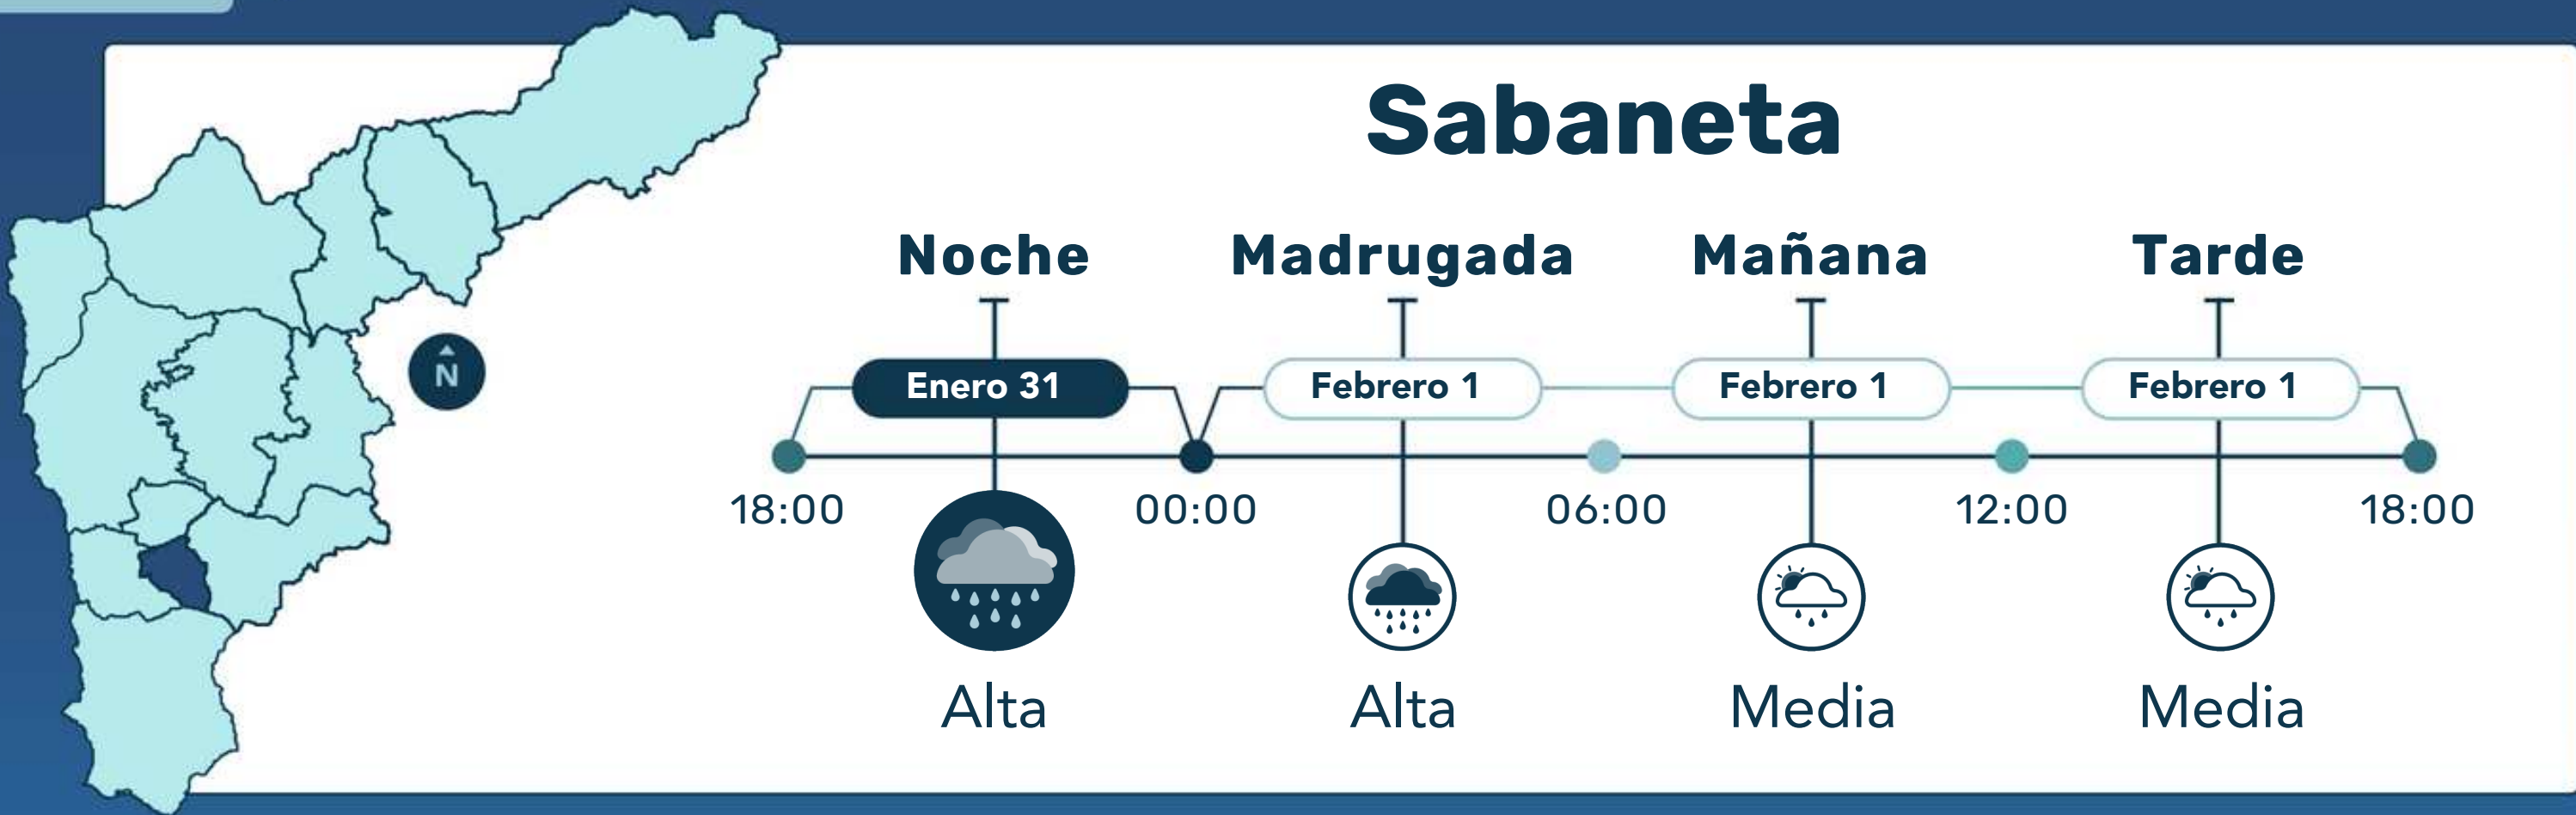 Sabaneta
Noche
Madrugada
Mañana
Tarde
Enero 31
Febrero 1
Febrero 1
Febrero 1
N
18:00
00:00
06:00
12:00
18:00
Alta
Alta
Media
Media